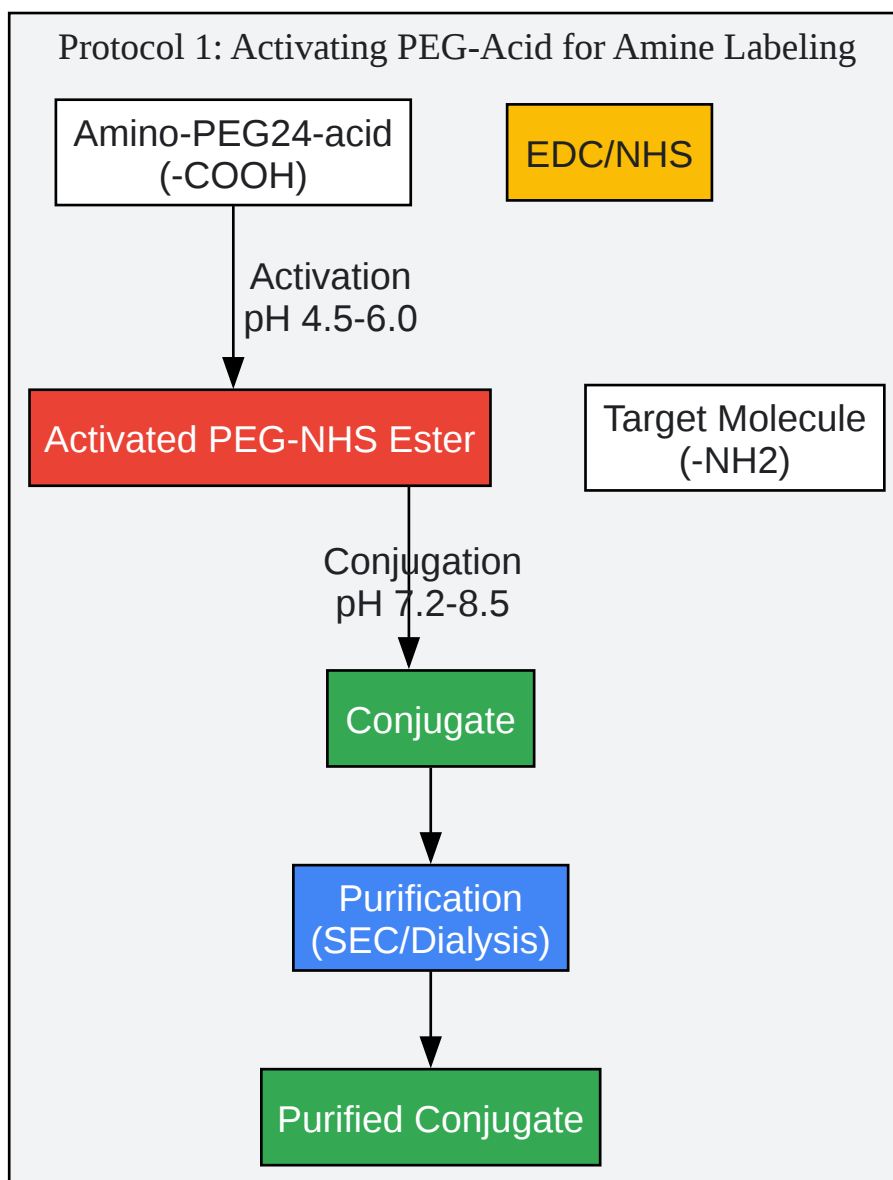 Protocol 1: Activating PEG-Acid for Amine Labeling
Amino-PEG24-acid
(-COOH)
EDC/NHS
Activation
pH 4.5-6.0
Activated PEG-NHS Ester
Target Molecule
(-NH2)
Conjugation
pH 7.2-8.5
Conjugate
Purification
(SEC/Dialysis)
Purified Conjugate